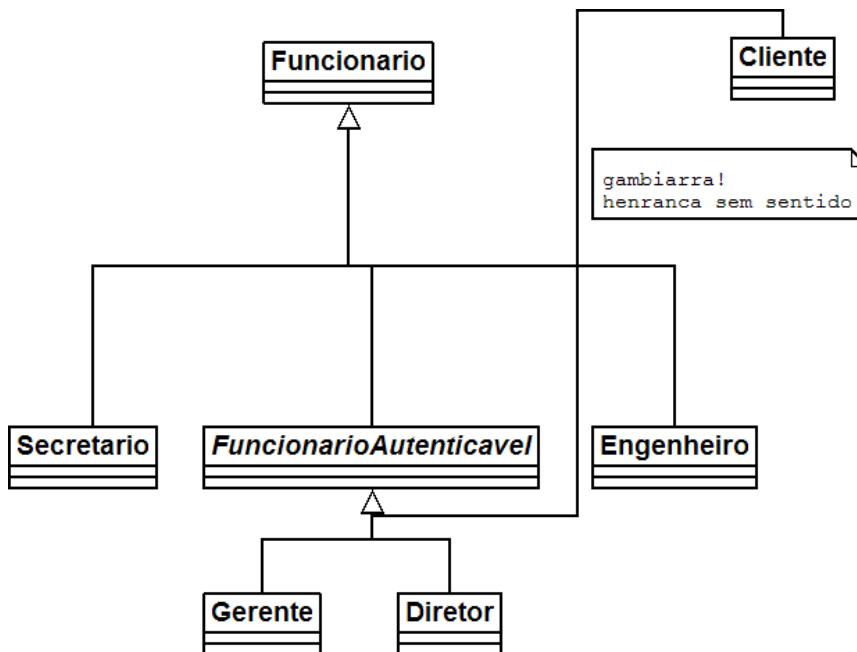 Funcionario
Cliente
gambiarra!
henranca sem sentido
Secretario
FuncionarioAutenticavel
Engenheiro
Gerente
Diretor